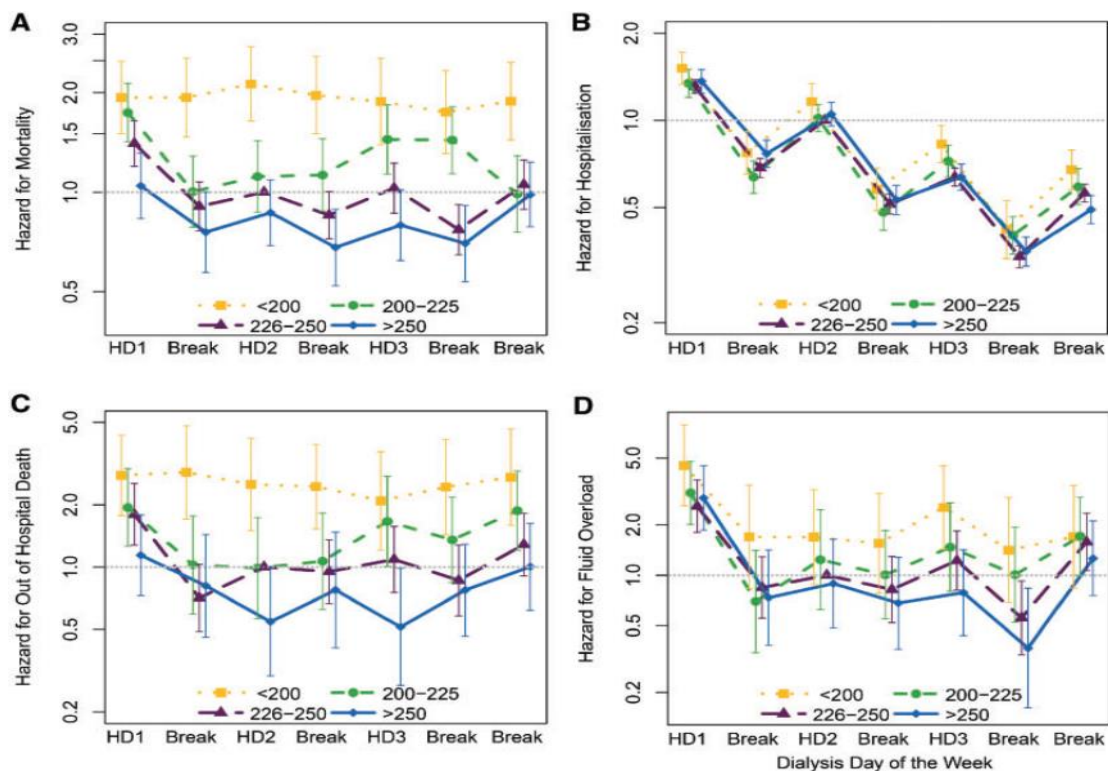 A
Hazard for Mortality
3.0
2.0
1.5
1.0
0.5
<200 200−225
226−250 >250
HD1 Break HD2 Break HD3 Break Break
B
Hazard for Hospitalisation
2.0
1.0
0.5
0.2
<200 200−225
226−250 >250
HD1 Break HD2 Break HD3 Break Break
C
Hazard for Out of Hospital Death
5.0
2.0
1.0
0.5
0.2
<200 200−225
226−250 >250
HD1 Break HD2 Break HD3 Break Break
D
Hazard for Fluid Overload
5.0
2.0
1.0
0.5
0.2
<200 200−225
226−250 >250
HD1 Break HD2 Break HD3 Break Break
Dialysis Day of the Week